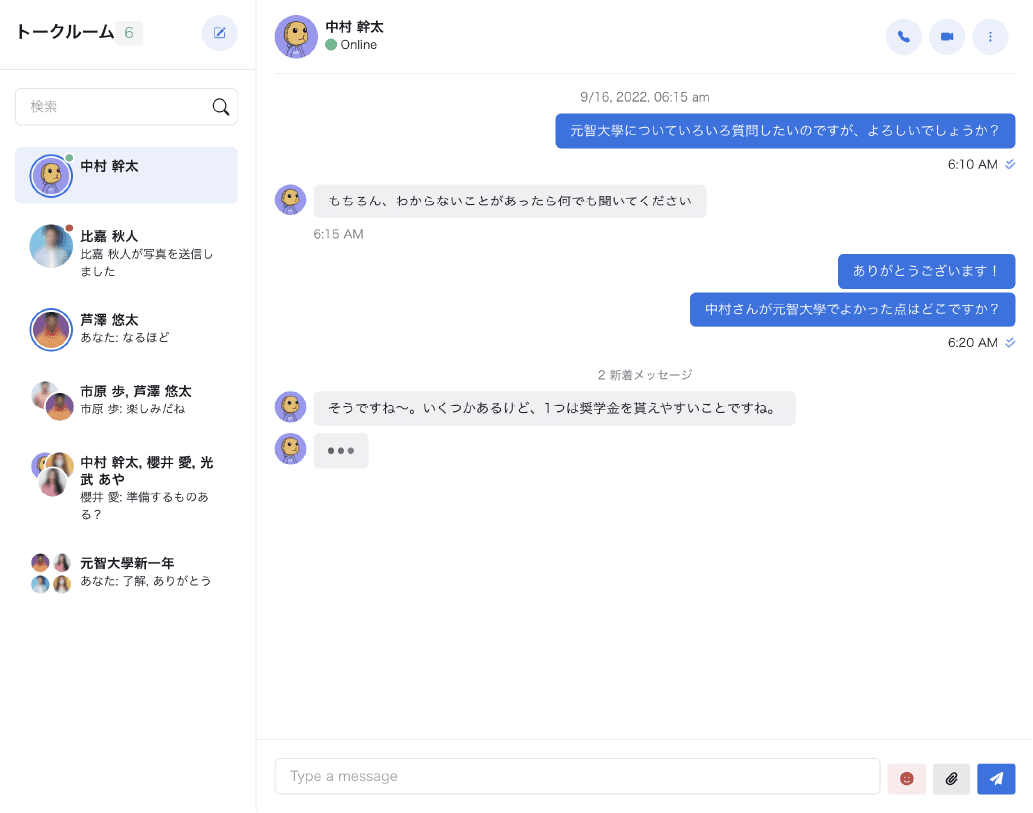 トークルーム 6
検索
中村 幹太
比嘉 秋人
比嘉 秋人が写真を送信し
ました
芦澤 悠太
あなた: なるほど
市原 歩, 芦澤 悠太
市原 歩: 楽しみだね
中村 幹太, 櫻井 愛, 光
武 あや
櫻井 愛: 準備するものあ
る？
元智大學新一年
あなた: 了解, ありがとう
中村 幹太
Online
9/16, 2022, 06:15 am
元智大學についていろいろ質問したいのですが、よろしいでしょうか？
6:10 AM
もちろん、わからないことがあったら何でも聞いてください
6:15 AM
ありがとうございます！
中村さんが元智大學でよかった点はどこですか？
6:20 AM
2 新着メッセージ
そうですね〜。いくつかあるけど、1つは奨学金を貰えやすいことですね。
Type a message